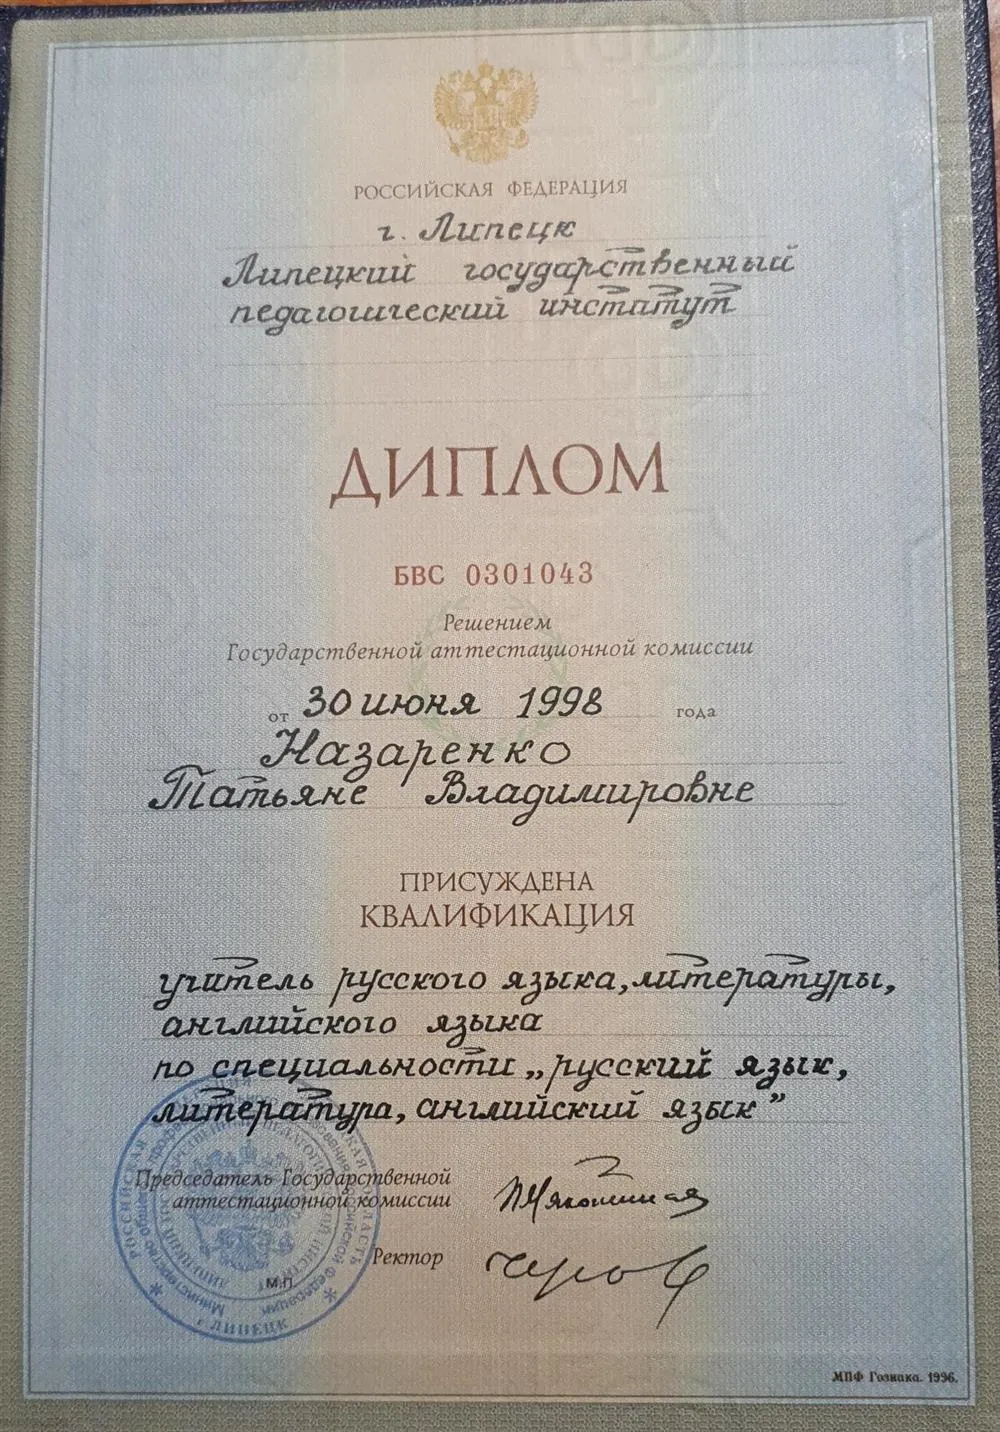 РОССИЙСКАЯ ФЕДЕРАЦИЯ
г. Липецк
Липецкий государственный
педагогический институт
ДИПЛОМ
БВС 0301043
Решением
Государственной аттестационной комиссии
от 30 июня 1998 года
Назаренко
Татьяне Владимировне
ПРИСУЖДЕНА
КВАЛИФИКАЦИЯ
учитель русского языка, литературы,
английского языка
по специальности „русский язык,
литература, английский язык”
Председатель Государственной
аттестационной комиссии
Ректор
М.П.
г. ЛИПЕЦК
МПФ Гознака. 1996.